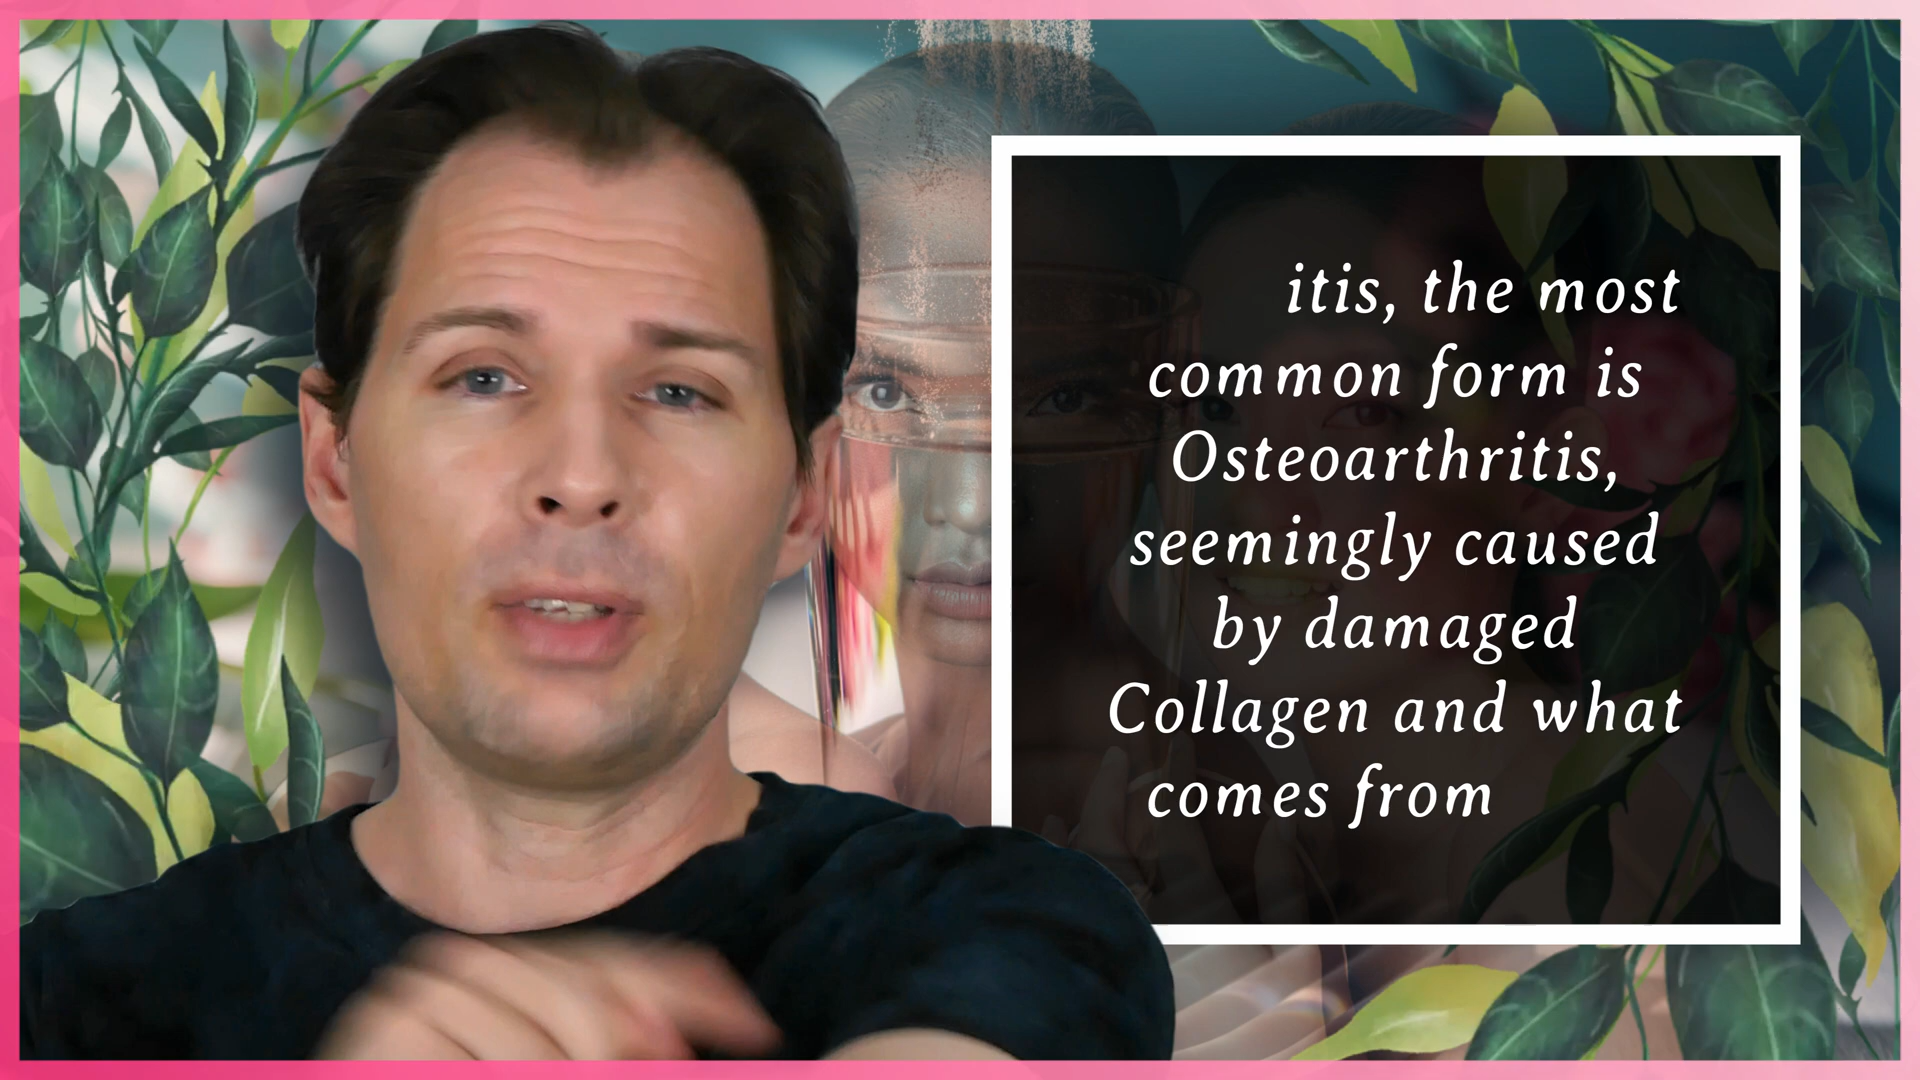 itis, the most
common form is
Osteoarthritis,
seemingly caused
by damaged
Collagen and what
comes from